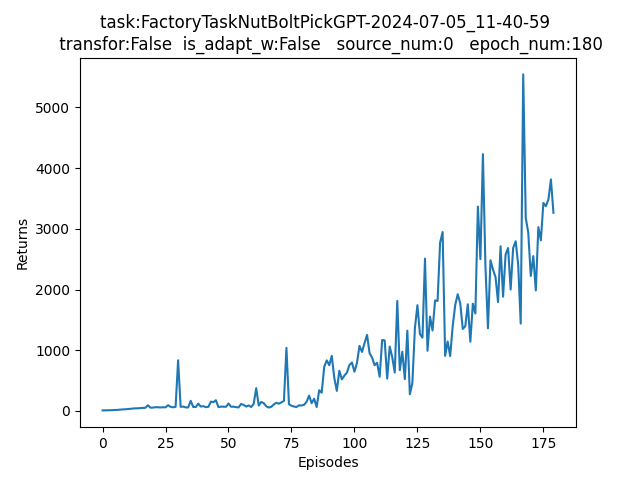 task:FactoryTaskNutBoltPickGPT-2024-07-05_11-40-59
transfor:False  is_adapt_w:False   source_num:0   epoch_num:180
5000
4000
3000
2000
1000
0
Returns
0 25 50 75 100 125 150 175
Episodes